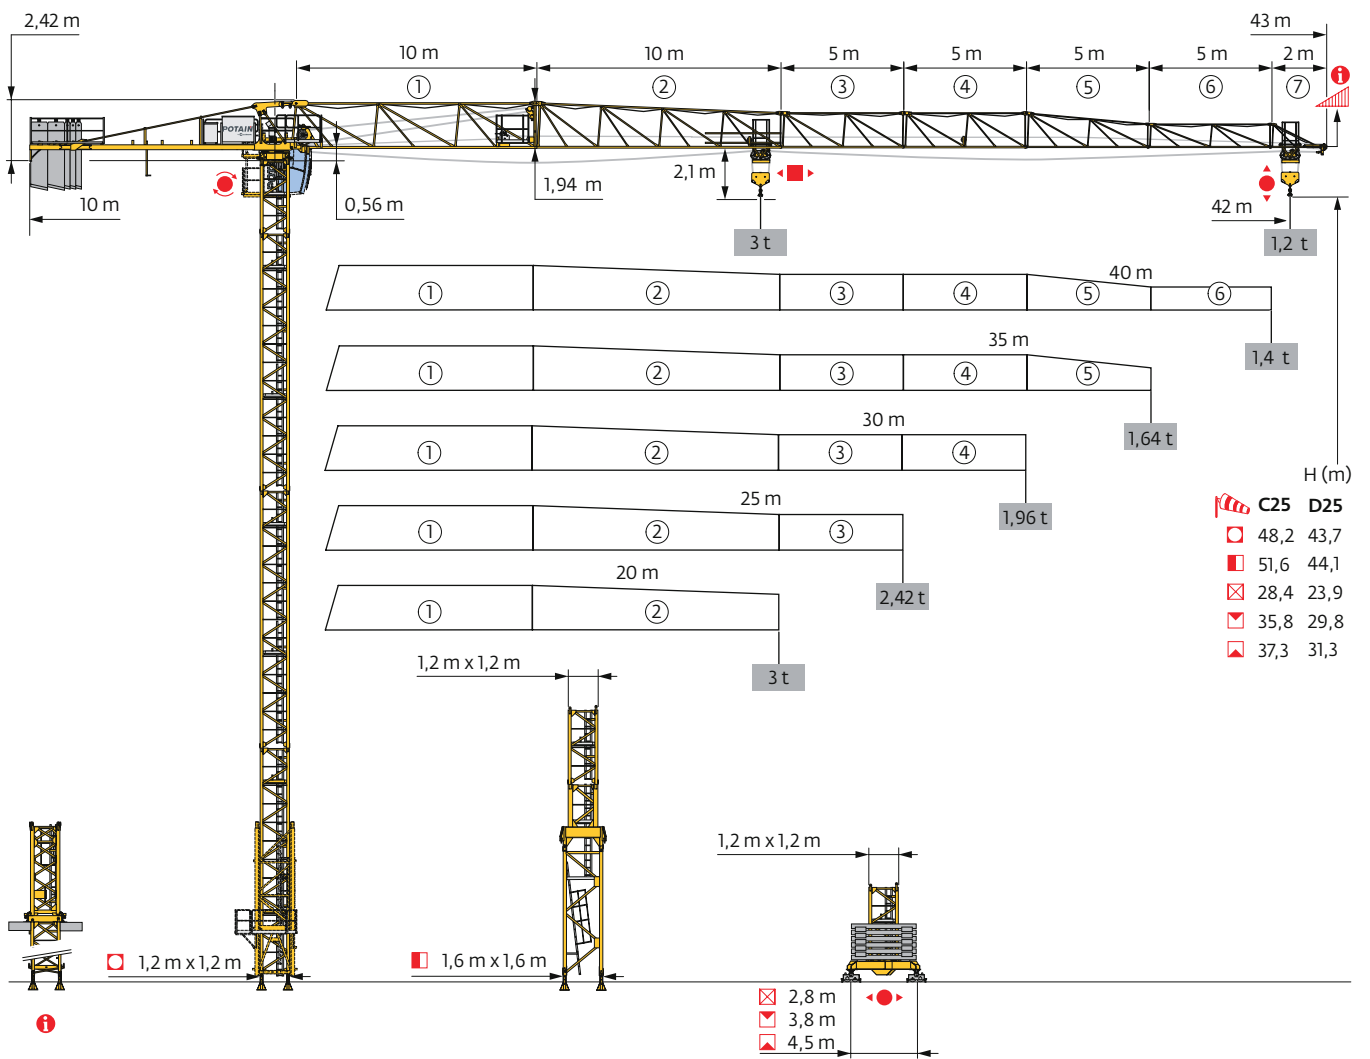 2,42 m
43 m
10 m
10 m
5 m
5 m
5 m
5 m
2 m
① ② ③ ④ ⑤ ⑥ ⑦
i
POTAIN
2,1 m
1,94 m
10 m
0,56 m
42 m
3 t
1,2 t
40 m
① ② ③ ④ ⑤ ⑥
1,4 t
35 m
① ② ③ ④ ⑤
1,64 t
30 m
① ② ③ ④
1,96 t
25 m
① ② ③
2,42 t
20 m
① ②
3 t
H (m)
C25 D25
48,2 43,7
51,6 44,1
28,4 23,9
35,8 29,8
37,3 31,3
1,2 m x 1,2 m
1,2 m x 1,2 m
1,2 m x 1,2 m
1,6 m x 1,6 m
2,8 m
3,8 m
4,5 m
i